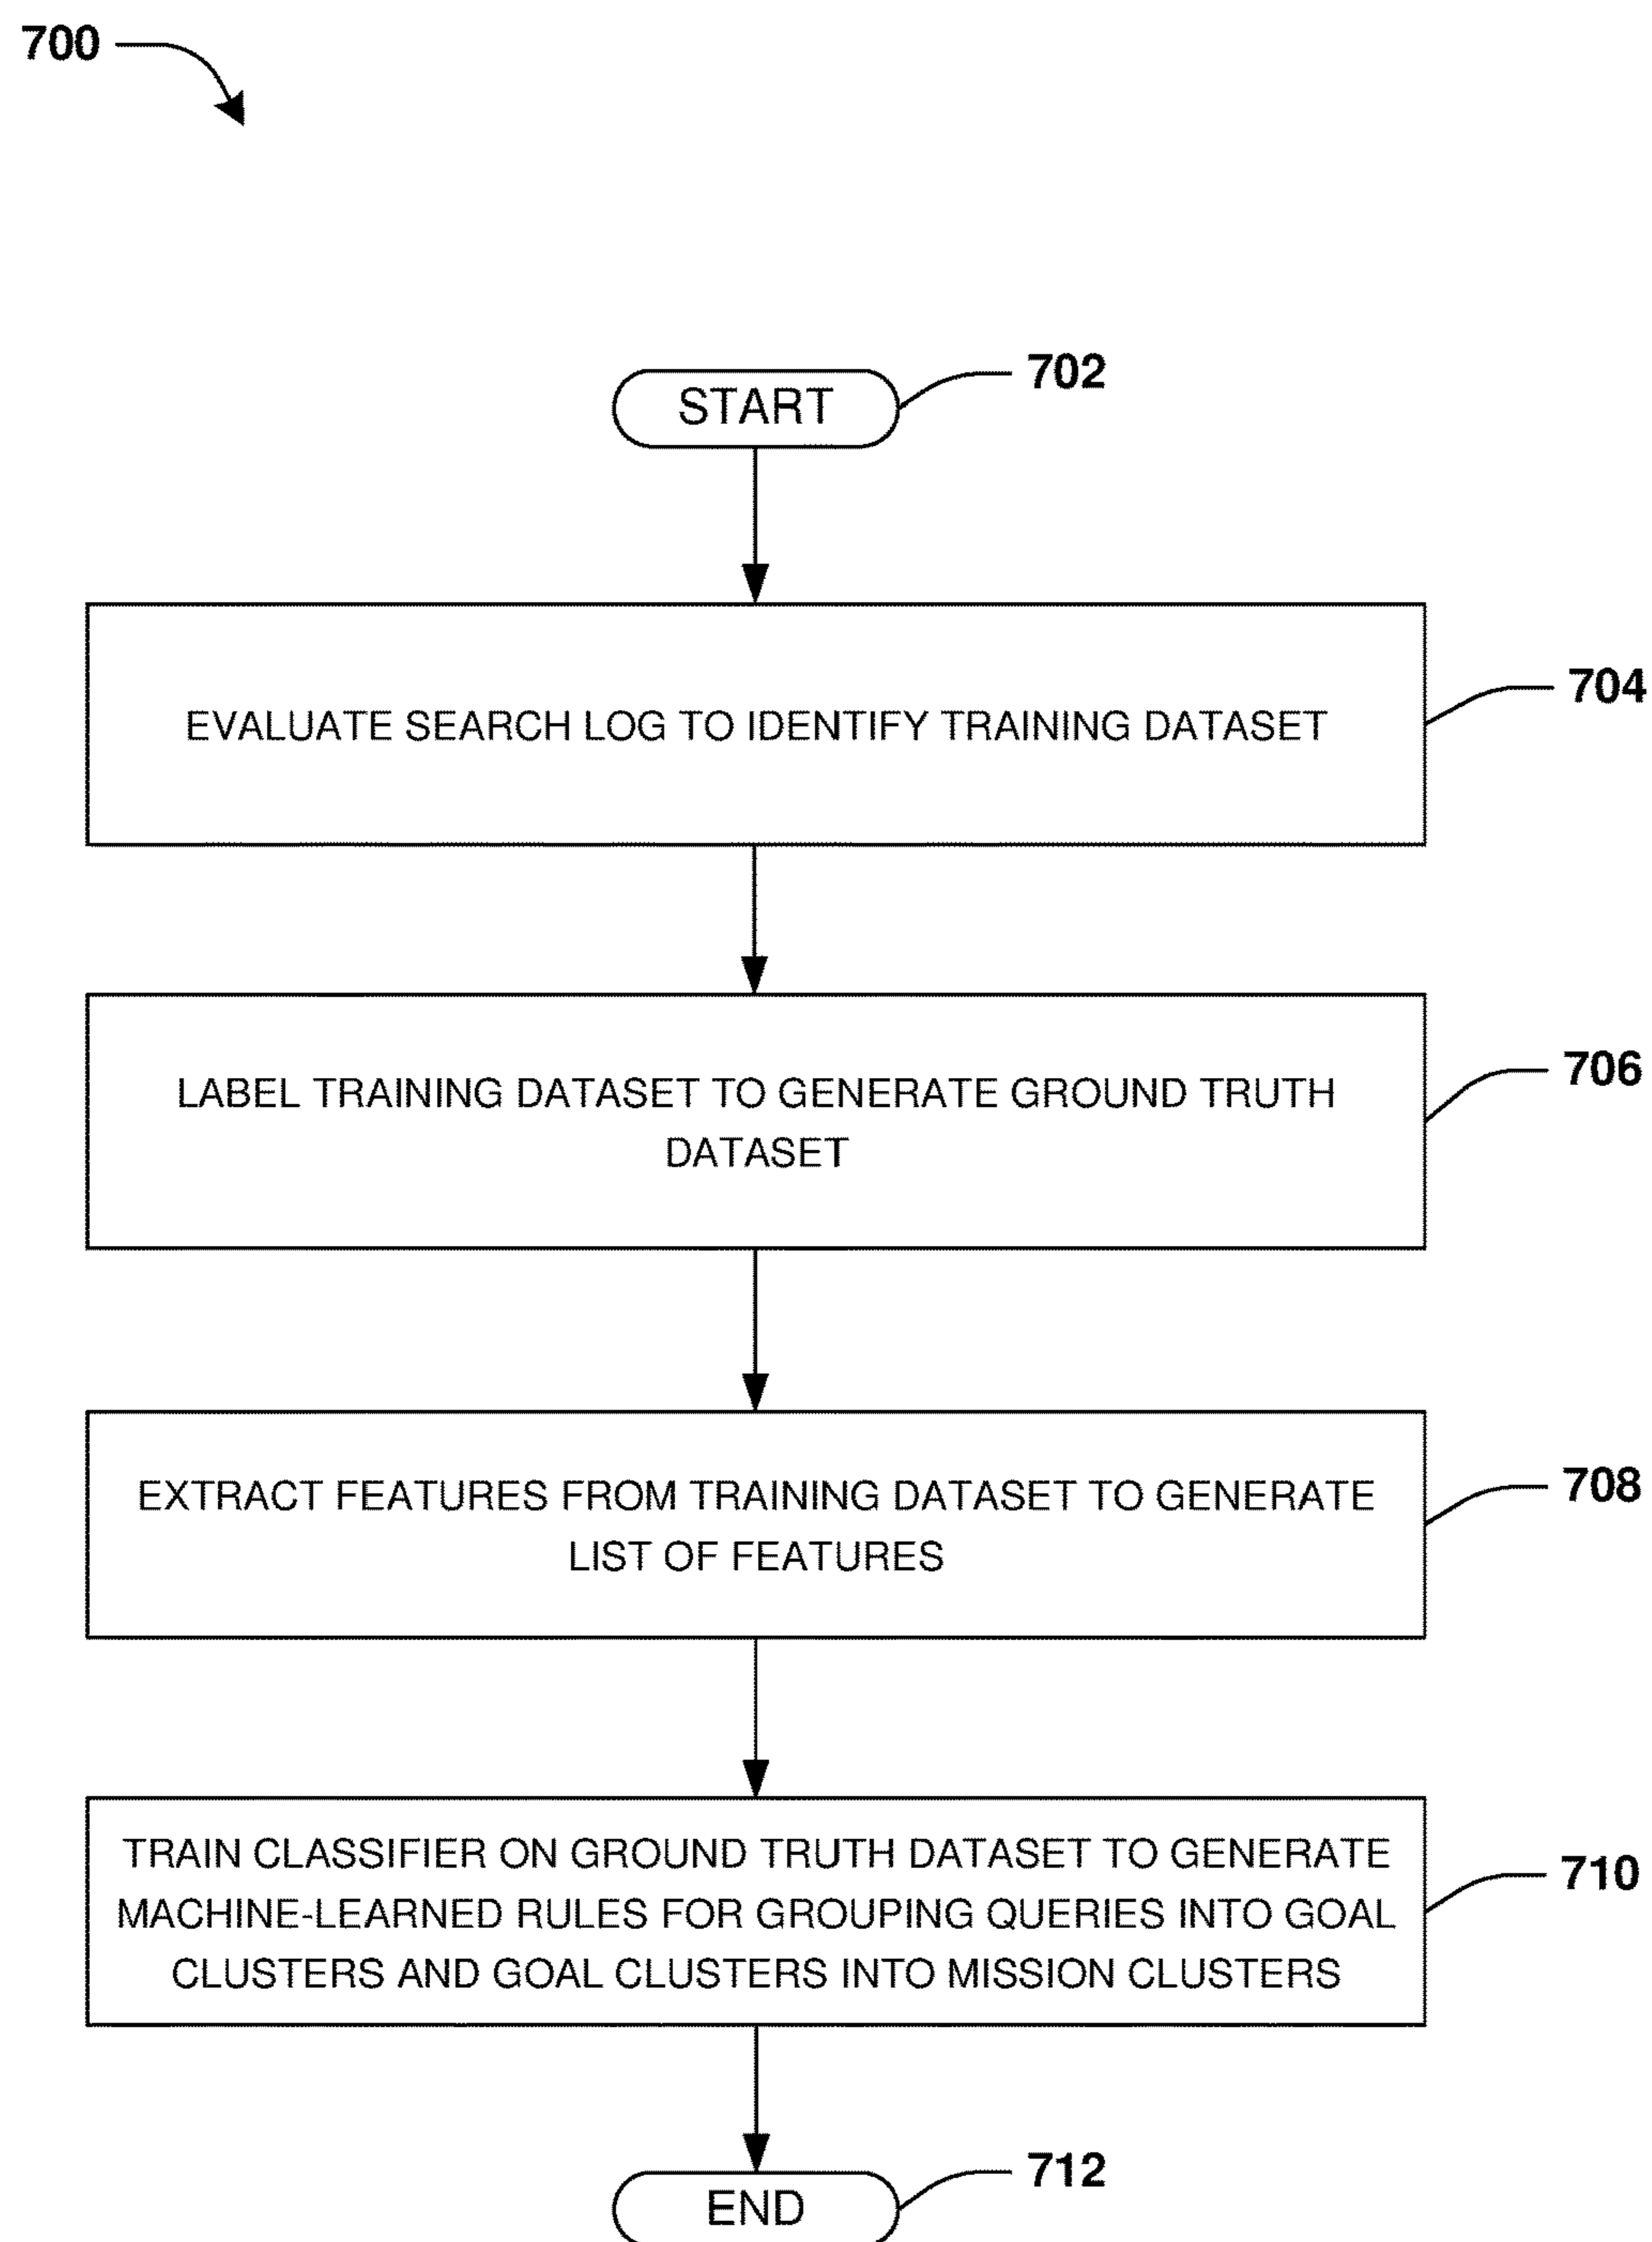 700
START
702
EVALUATE SEARCH LOG TO IDENTIFY TRAINING DATASET
704
LABEL TRAINING DATASET TO GENERATE GROUND TRUTH
DATASET
706
EXTRACT FEATURES FROM TRAINING DATASET TO GENERATE
LIST OF FEATURES
708
TRAIN CLASSIFIER ON GROUND TRUTH DATASET TO GENERATE
MACHINE-LEARNED RULES FOR GROUPING QUERIES INTO GOAL
CLUSTERS AND GOAL CLUSTERS INTO MISSION CLUSTERS
710
END
712